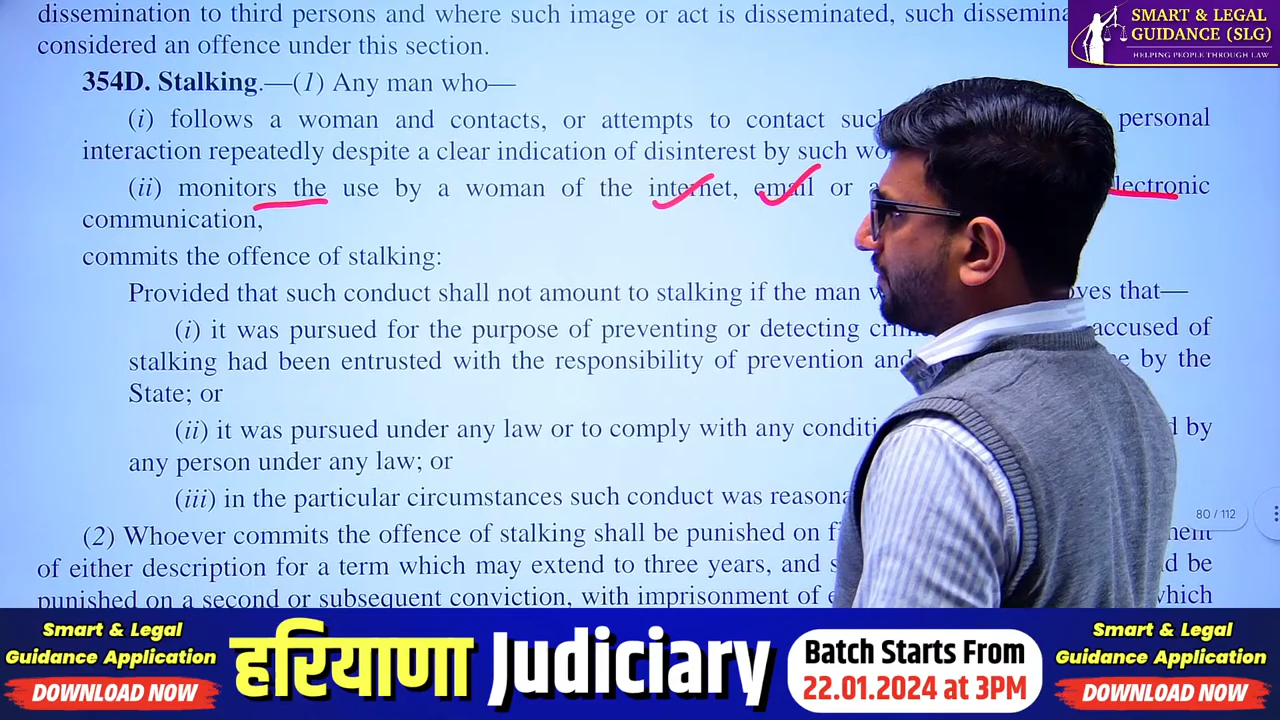 dissemination to third persons and where such image or act is disseminated, such
considered an offence under this section.
354D. Stalking.—(1) Any man who—
(i) follows a woman and contacts, or attempts to contact personal
interaction repeatedly despite a clear indication of disinterest by such
(ii) monitors the use by a woman of the internet, email or
communication,
commits the offence of stalking:
Provided that such conduct shall not amount to stalking if the man that—
(i) it was pursued for the purpose of preventing or detecting accused of
stalking had been entrusted with the responsibility of prevention by the
State; or
(ii) it was pursued under any law or to comply with any by
any person under any law; or
(iii) in the particular circumstances such conduct was
(2) Whoever commits the offence of stalking shall be punished on
of either description for a term which may extend to three years, and be
punished on a second or subsequent conviction, with imprisonment of which
SMART & LEGAL
GUIDANCE (SLG)
HELPING PEOPLE THROUGH LAW
80 / 112
Smart & Legal
Guidance Application
DOWNLOAD NOW
हरियाणा Judiciary
Batch Starts From
22.01.2024 at 3PM
Smart & Legal
Guidance Application
DOWNLOAD NOW